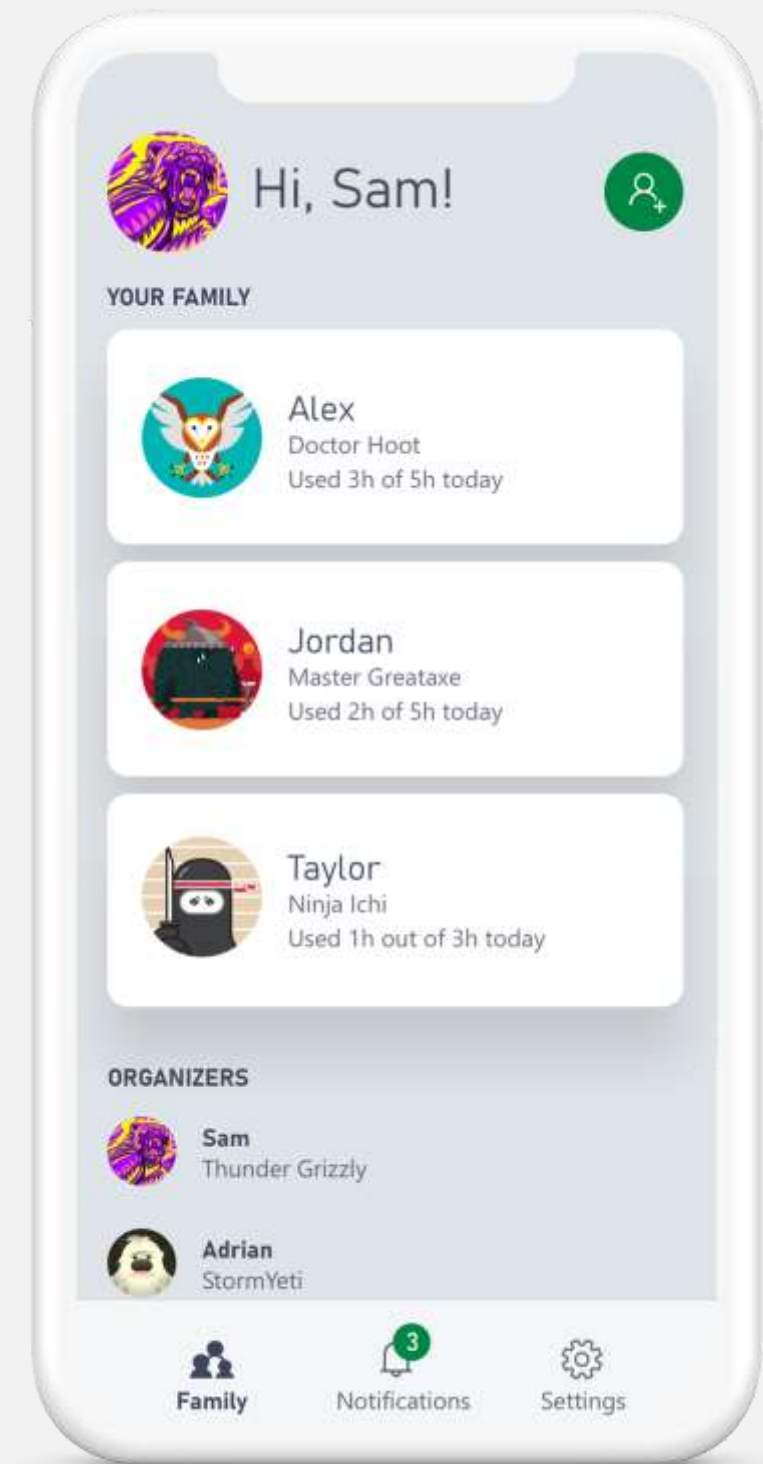 Hi, Sam!
YOUR FAMILY
Alex
Doctor Hoot
Used 3h of 5h today
Jordan
Master Greataxe
Used 2h of 5h today
Taylor
Ninja Ichi
Used 1h out of 3h today
ORGANIZERS
Sam
Thunder Grizzly
Adrian
StormYeti
3
Family
Notifications
Settings